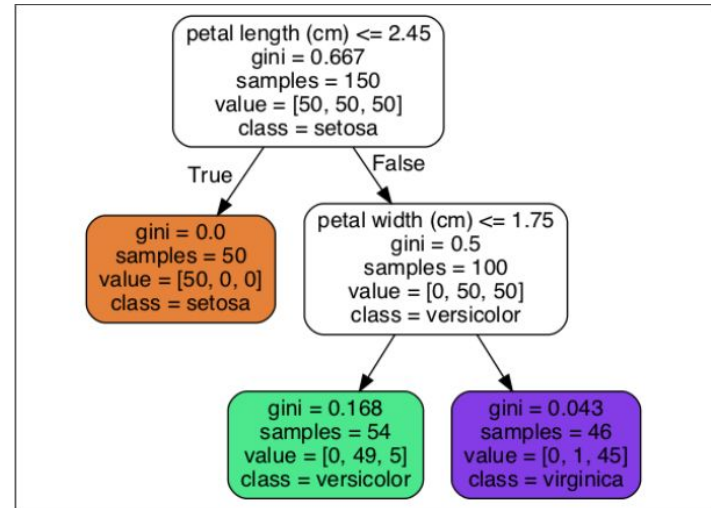 petal length (cm) <= 2.45
gini = 0.667
samples = 150
value = [50, 50, 50]
class = setosa
True
False
gini = 0.0
samples = 50
value = [50, 0, 0]
class = setosa
petal width (cm) <= 1.75
gini = 0.5
samples = 100
value = [0, 50, 50]
class = versicolor
gini = 0.168
samples = 54
value = [0, 49, 5]
class = versicolor
gini = 0.043
samples = 46
value = [0, 1, 45]
class = virginica